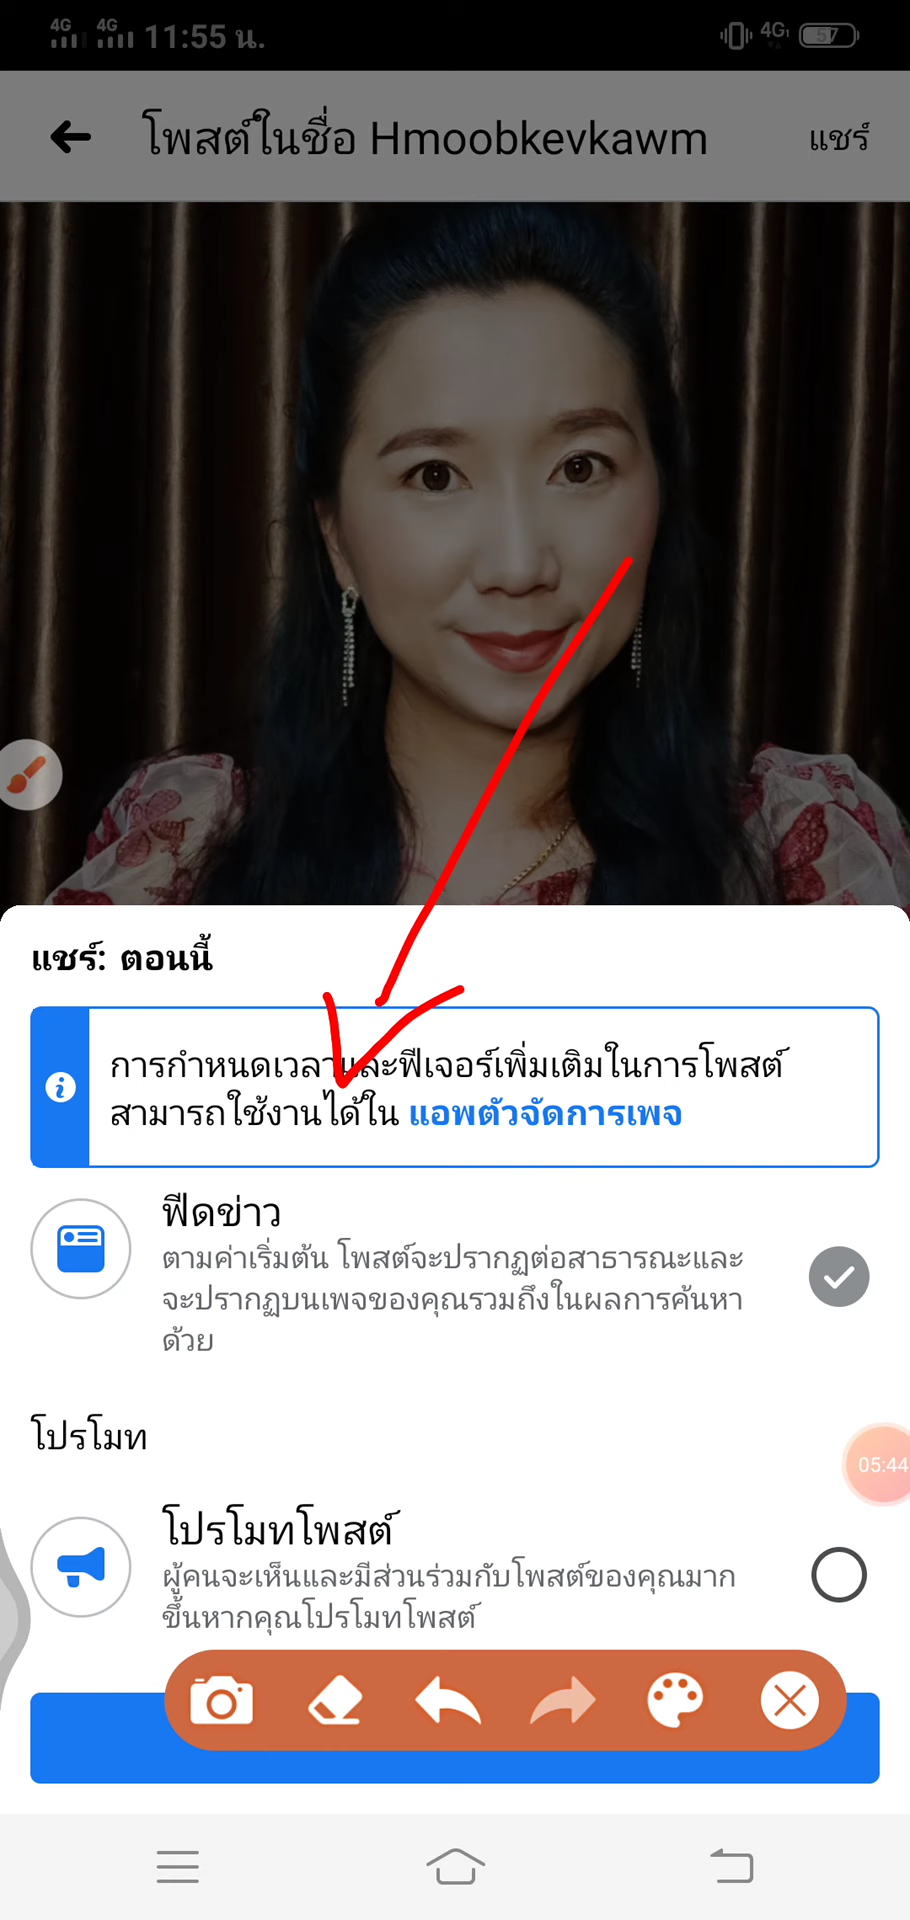 4G 4G 11:55 น. 4G 57
โพสต์ในชื่อ Hmoobkevkawm แชร์
แชร์: ตอนนี้
การกำหนดเวลาและฟีเจอร์เพิ่มเติมในการโพสต์
สามารถใช้งานได้ใน แอพตัวจัดการเพจ
ฟีดข่าว
ตามค่าเริ่มต้น โพสต์จะปรากฏต่อสาธารณะและ
จะปรากฏบนเพจของคุณรวมถึงในผลการค้นหา
ด้วย
โปรโมท
05:44
โปรโมทโพสต์
ผู้คนจะเห็นและมีส่วนร่วมกับโพสต์ของคุณมาก
ขึ้นหากคุณโปรโมทโพสต์